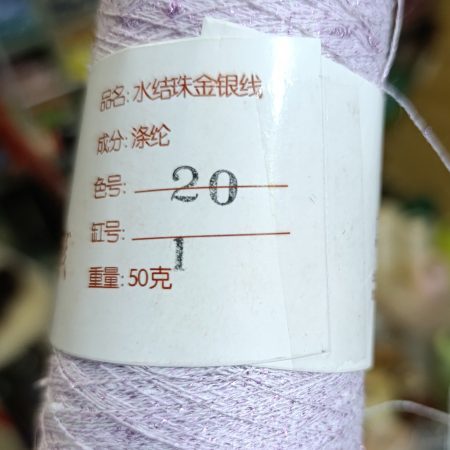 品名: 水结珠金银线
成分: 涤纶
色号: 20
缸号: 1
重量: 50克